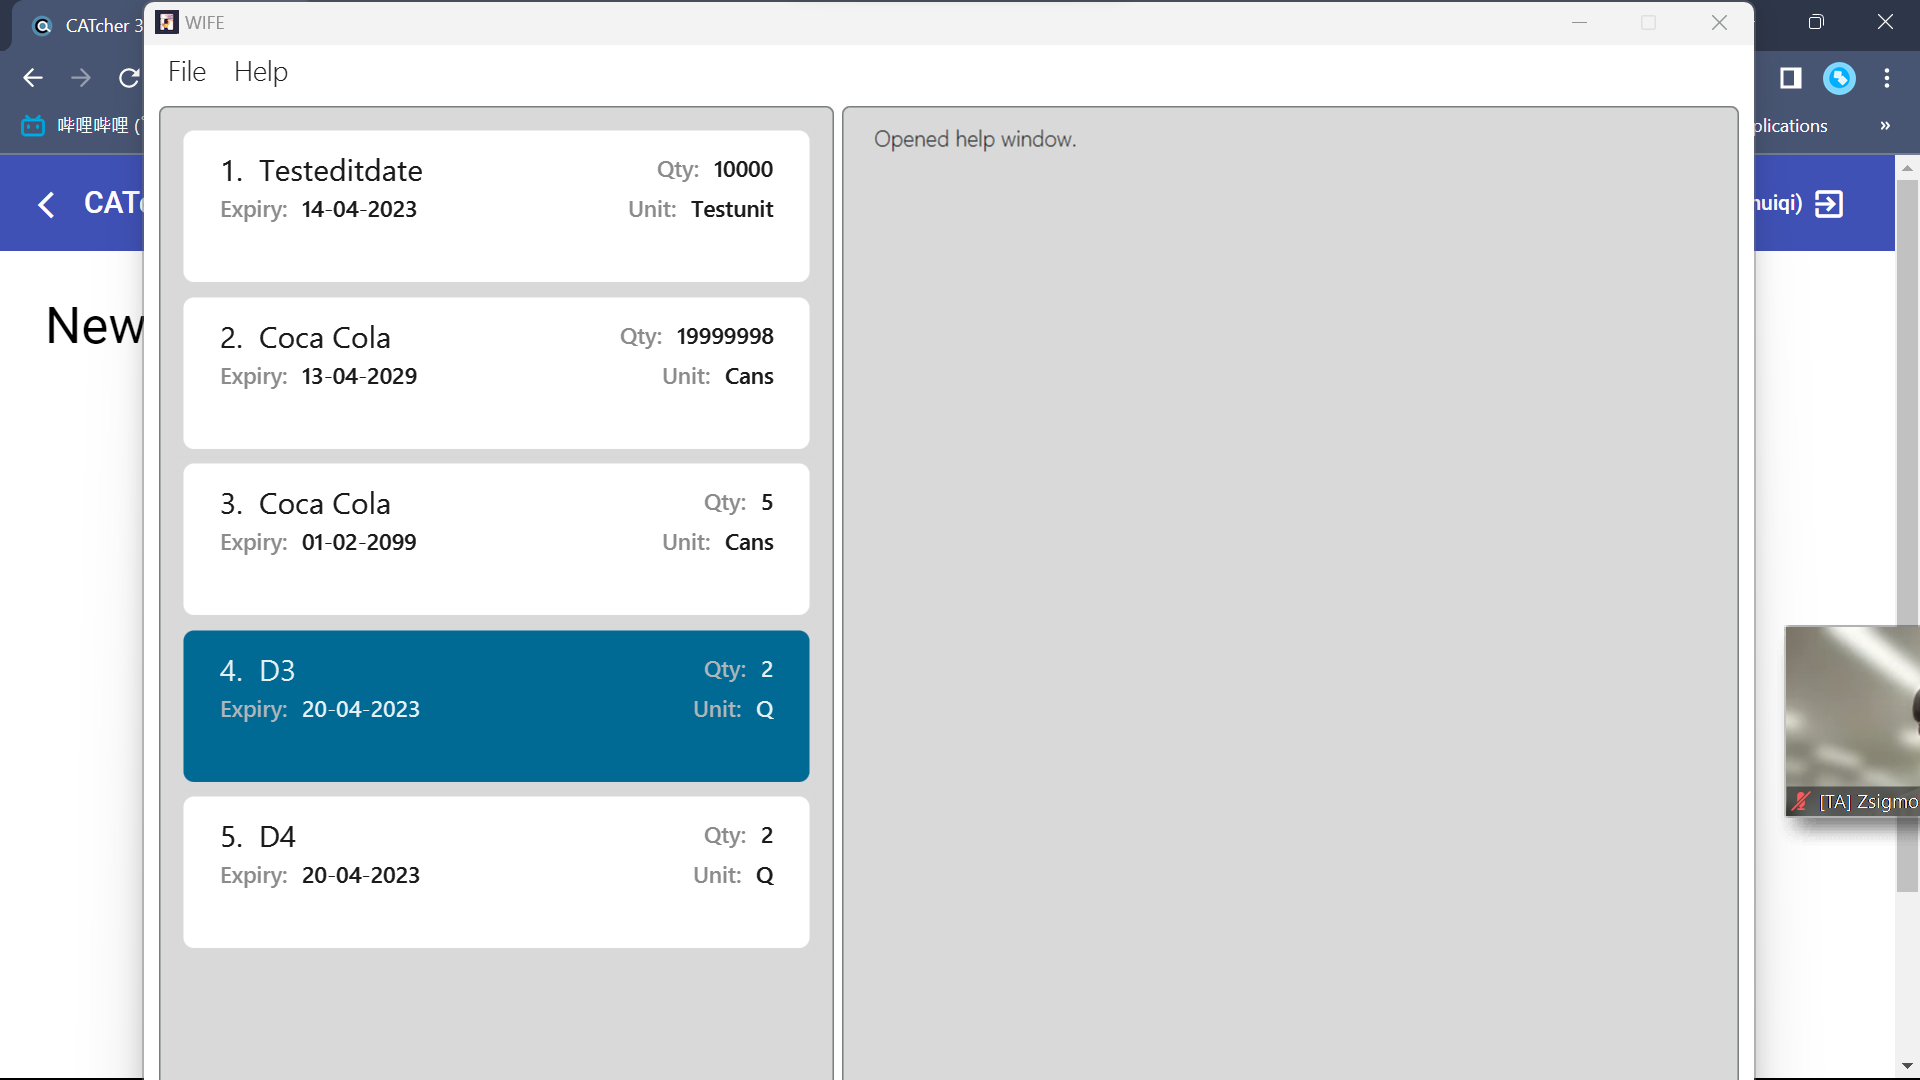 CATcher 3
WIFE
File Help
哔哩哔哩 (
plications
CAT
huiqi)
New
1. Testeditdate
Qty: 10000
Expiry: 14-04-2023
Unit: Testunit
2. Coca Cola
Qty: 19999998
Expiry: 13-04-2029
Unit: Cans
3. Coca Cola
Qty: 5
Expiry: 01-02-2099
Unit: Cans
4. D3
Qty: 2
Expiry: 20-04-2023
Unit: Q
5. D4
Qty: 2
Expiry: 20-04-2023
Unit: Q
Opened help window.
[TA] Zsigmo